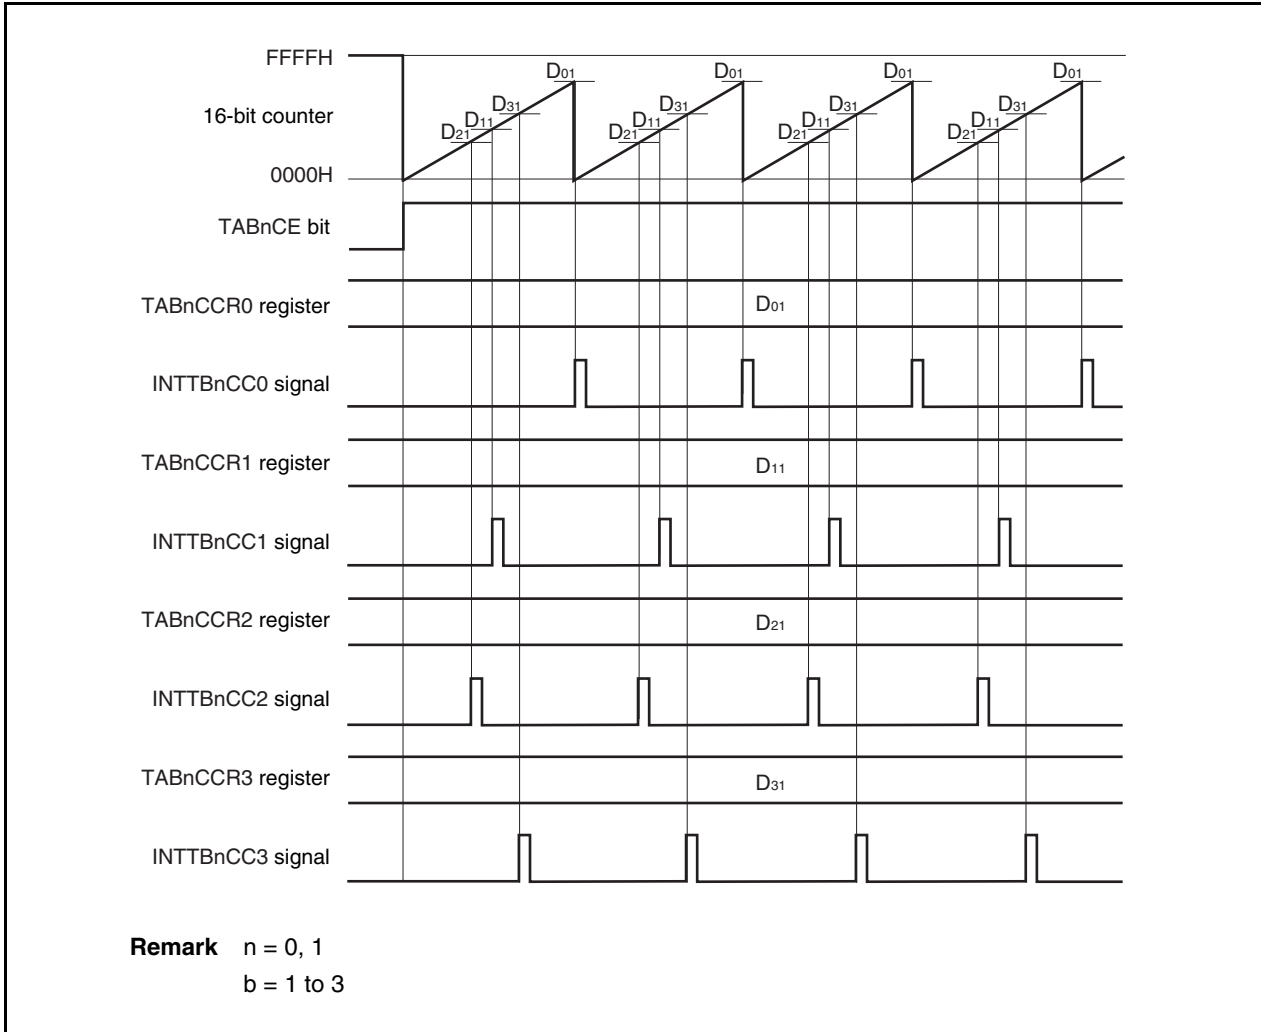 FFFFH
D01 D01 D01 D01
16-bit counter
D31 D31 D31 D31
D11 D11 D11 D11
D21 D21 D21 D21
0000H
TABnCE bit
TABnCCR0 register
D01
INTTBnCC0 signal
TABnCCR1 register
D11
INTTBnCC1 signal
TABnCCR2 register
D21
INTTBnCC2 signal
TABnCCR3 register
D31
INTTBnCC3 signal
Remark n = 0, 1
b = 1 to 3